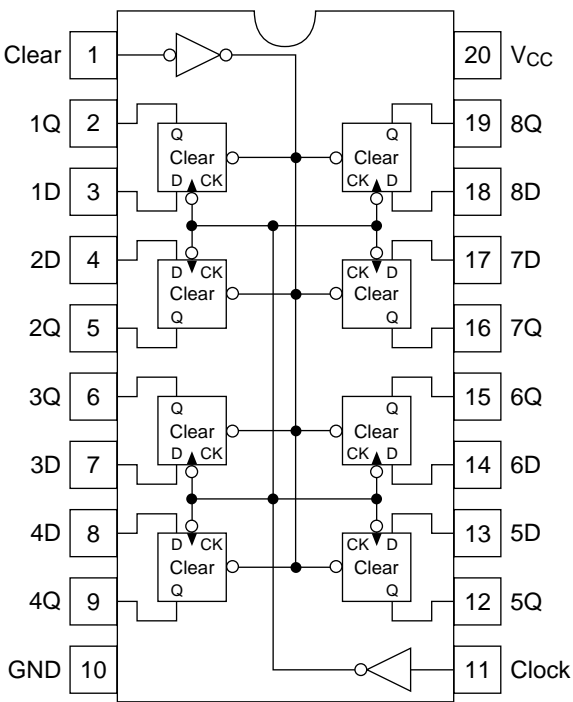 Clear 1 20 VCC
1Q 2 19 8Q
Q Q
Clear Clear
D CK CK D
1D 3 18 8D
2D 4 17 7D
D CK CK D
Clear Clear
Q Q
2Q 5 16 7Q
3Q 6 15 6Q
Q Q
Clear Clear
D CK CK D
3D 7 14 6D
4D 8 13 5D
D CK CK D
Clear Clear
Q Q
4Q 9 12 5Q
GND 10 11 Clock